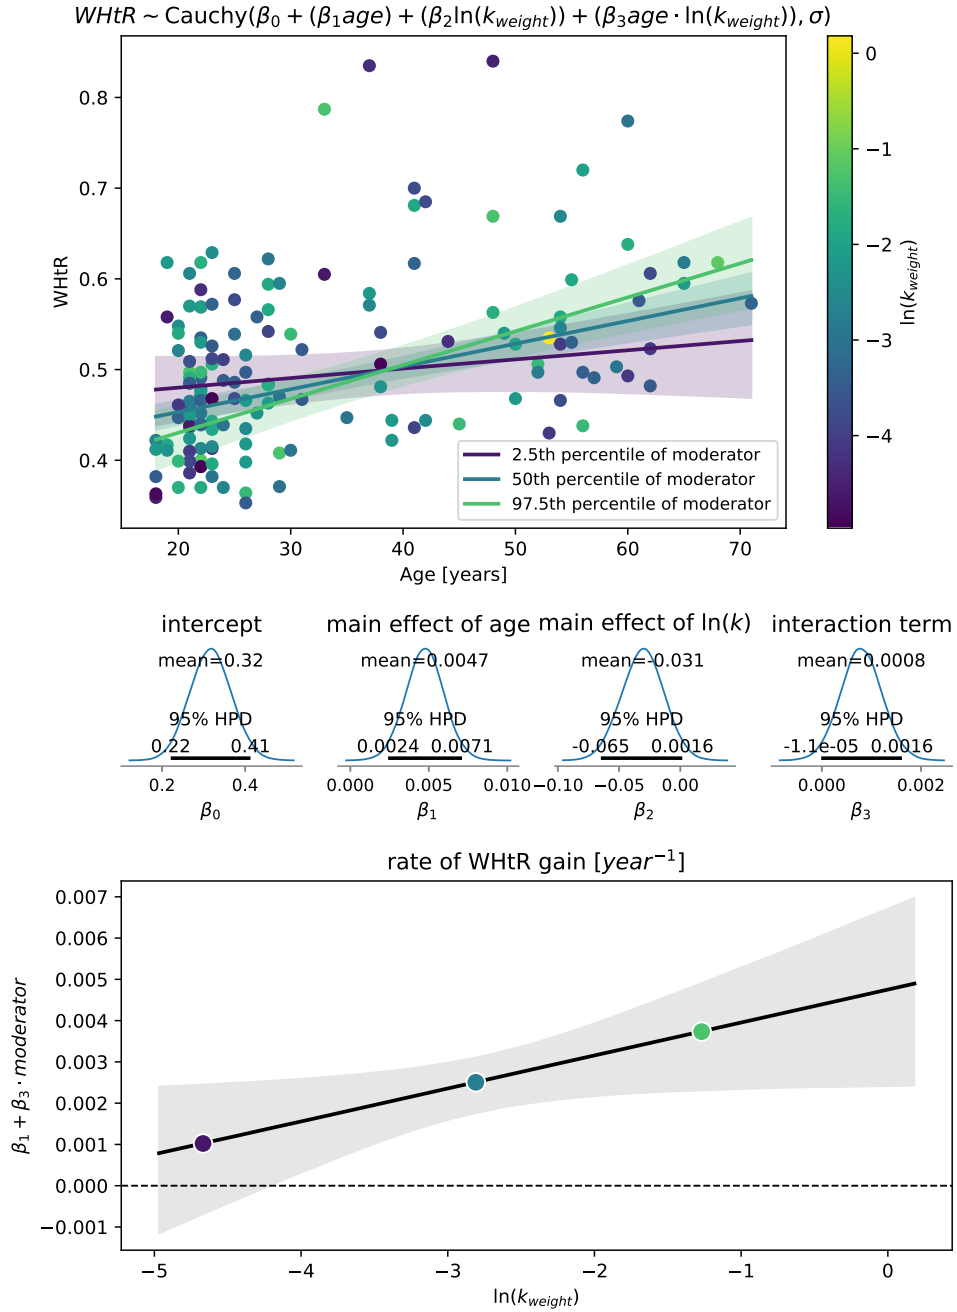 WHtR ~ Cauchy(β₀ + (β₁age) + (β₂ln(k_weight)) + (β₃age · ln(k_weight)), σ)
0.8
0.7
0.6
0.5
0.4
WHtR
20 30 40 50 60 70
Age [years]
2.5th percentile of moderator
50th percentile of moderator
97.5th percentile of moderator
0
−1
−2
−3
−4
ln(k_weight)
intercept
mean=0.32
95% HPD
0.22 0.41
0.2 0.4
β₀
main effect of age
mean=0.0047
95% HPD
0.0024 0.0071
0.000 0.005 0.010
β₁
main effect of ln(k)
mean=-0.031
95% HPD
-0.065 0.0016
−0.10 −0.05 0.00
β₂
interaction term
mean=0.0008
95% HPD
-1.1e-05 0.0016
0.000 0.002
β₃
rate of WHtR gain [year⁻¹]
0.007
0.006
0.005
0.004
0.003
0.002
0.001
0.000
−0.001
β₁ + β₃ · moderator
−5 −4 −3 −2 −1 0
ln(k_weight)